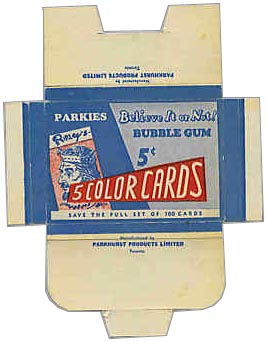 Manufactured by
PARKHURST PRODUCTS LIMITED
Toronto
PARKIES Believe It or Not!
Ripley's
BUBBLE GUM
5¢
5 COLOR CARDS
SAVE THE FULL SET OF 100 CARDS
Manufactured by
PARKHURST PRODUCTS LIMITED
Toronto